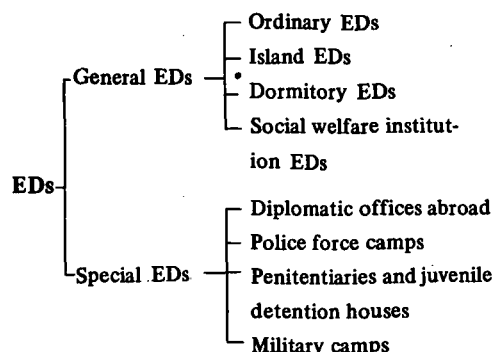 Ordinary EDs
Island EDs
General EDs
Dormitory EDs
Social welfare institut-
ion EDs
EDs
Diplomatic offices abroad
Police force camps
Special EDs
Penitentiaries and juvenile
detention houses
Military camps